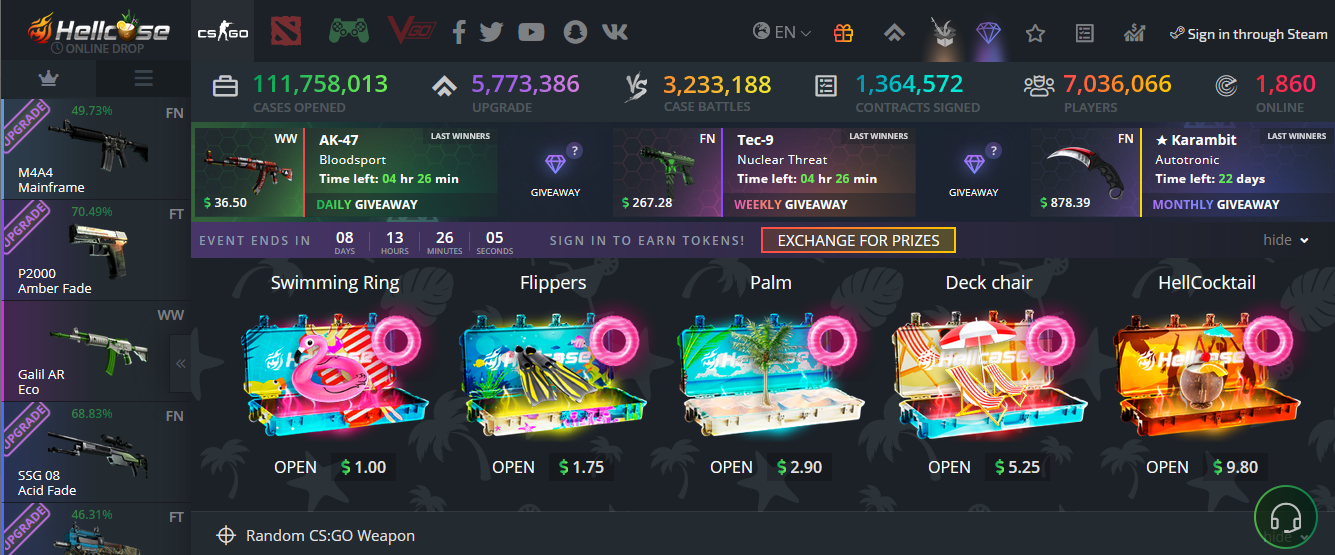 Hellcase
ONLINE DROP
CS GO
VGO
EN
Sign in through Steam
111,758,013
CASES OPENED
5,773,386
UPGRADE
VS
3,233,188
CASE BATTLES
1,364,572
CONTRACTS SIGNED
7,036,066
PLAYERS
1,860
ONLINE
UPGRADE
49.73%
FN
M4A4
Mainframe
UPGRADE
70.49%
FT
P2000
Amber Fade
WW
Galil AR
Eco
UPGRADE
68.83%
FN
SSG 08
Acid Fade
UPGRADE
46.31%
FT
WW
$ 36.50
AK-47
LAST WINNERS
Bloodsport
Time left: 04 hr 26 min
DAILY GIVEAWAY
?
GIVEAWAY
FN
$ 267.28
Tec-9
LAST WINNERS
Nuclear Threat
Time left: 04 hr 26 min
WEEKLY GIVEAWAY
?
GIVEAWAY
FN
$ 878.39
★ Karambit
LAST WINNERS
Autotronic
Time left: 22 days
MONTHLY GIVEAWAY
EVENT ENDS IN
08 13 26 05
DAYS HOURS MINUTES SECONDS
SIGN IN TO EARN TOKENS!
EXCHANGE FOR PRIZES
hide
Swimming Ring
Hellcase
OPEN $ 1.00
Flippers
Hellcase
OPEN $ 1.75
Palm
Hellcase
OPEN $ 2.90
Deck chair
Hellcase
OPEN $ 5.25
HellCocktail
Hellcase
OPEN $ 9.80
Random CS:GO Weapon
hide